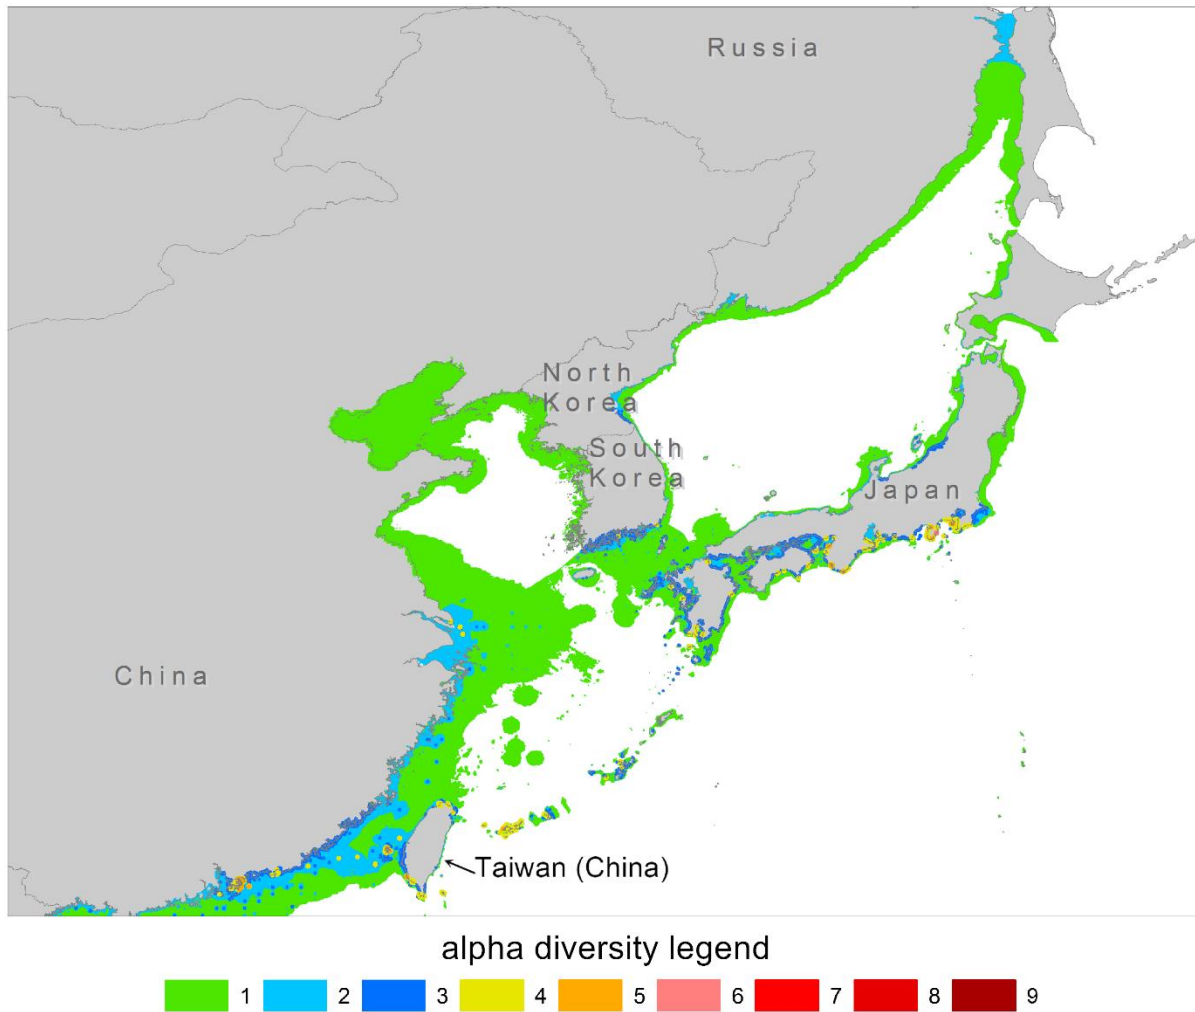 Russia
North
Korea
South
Korea
Japan
China
Taiwan (China)
alpha diversity legend
1 2 3 4 5 6 7 8 9